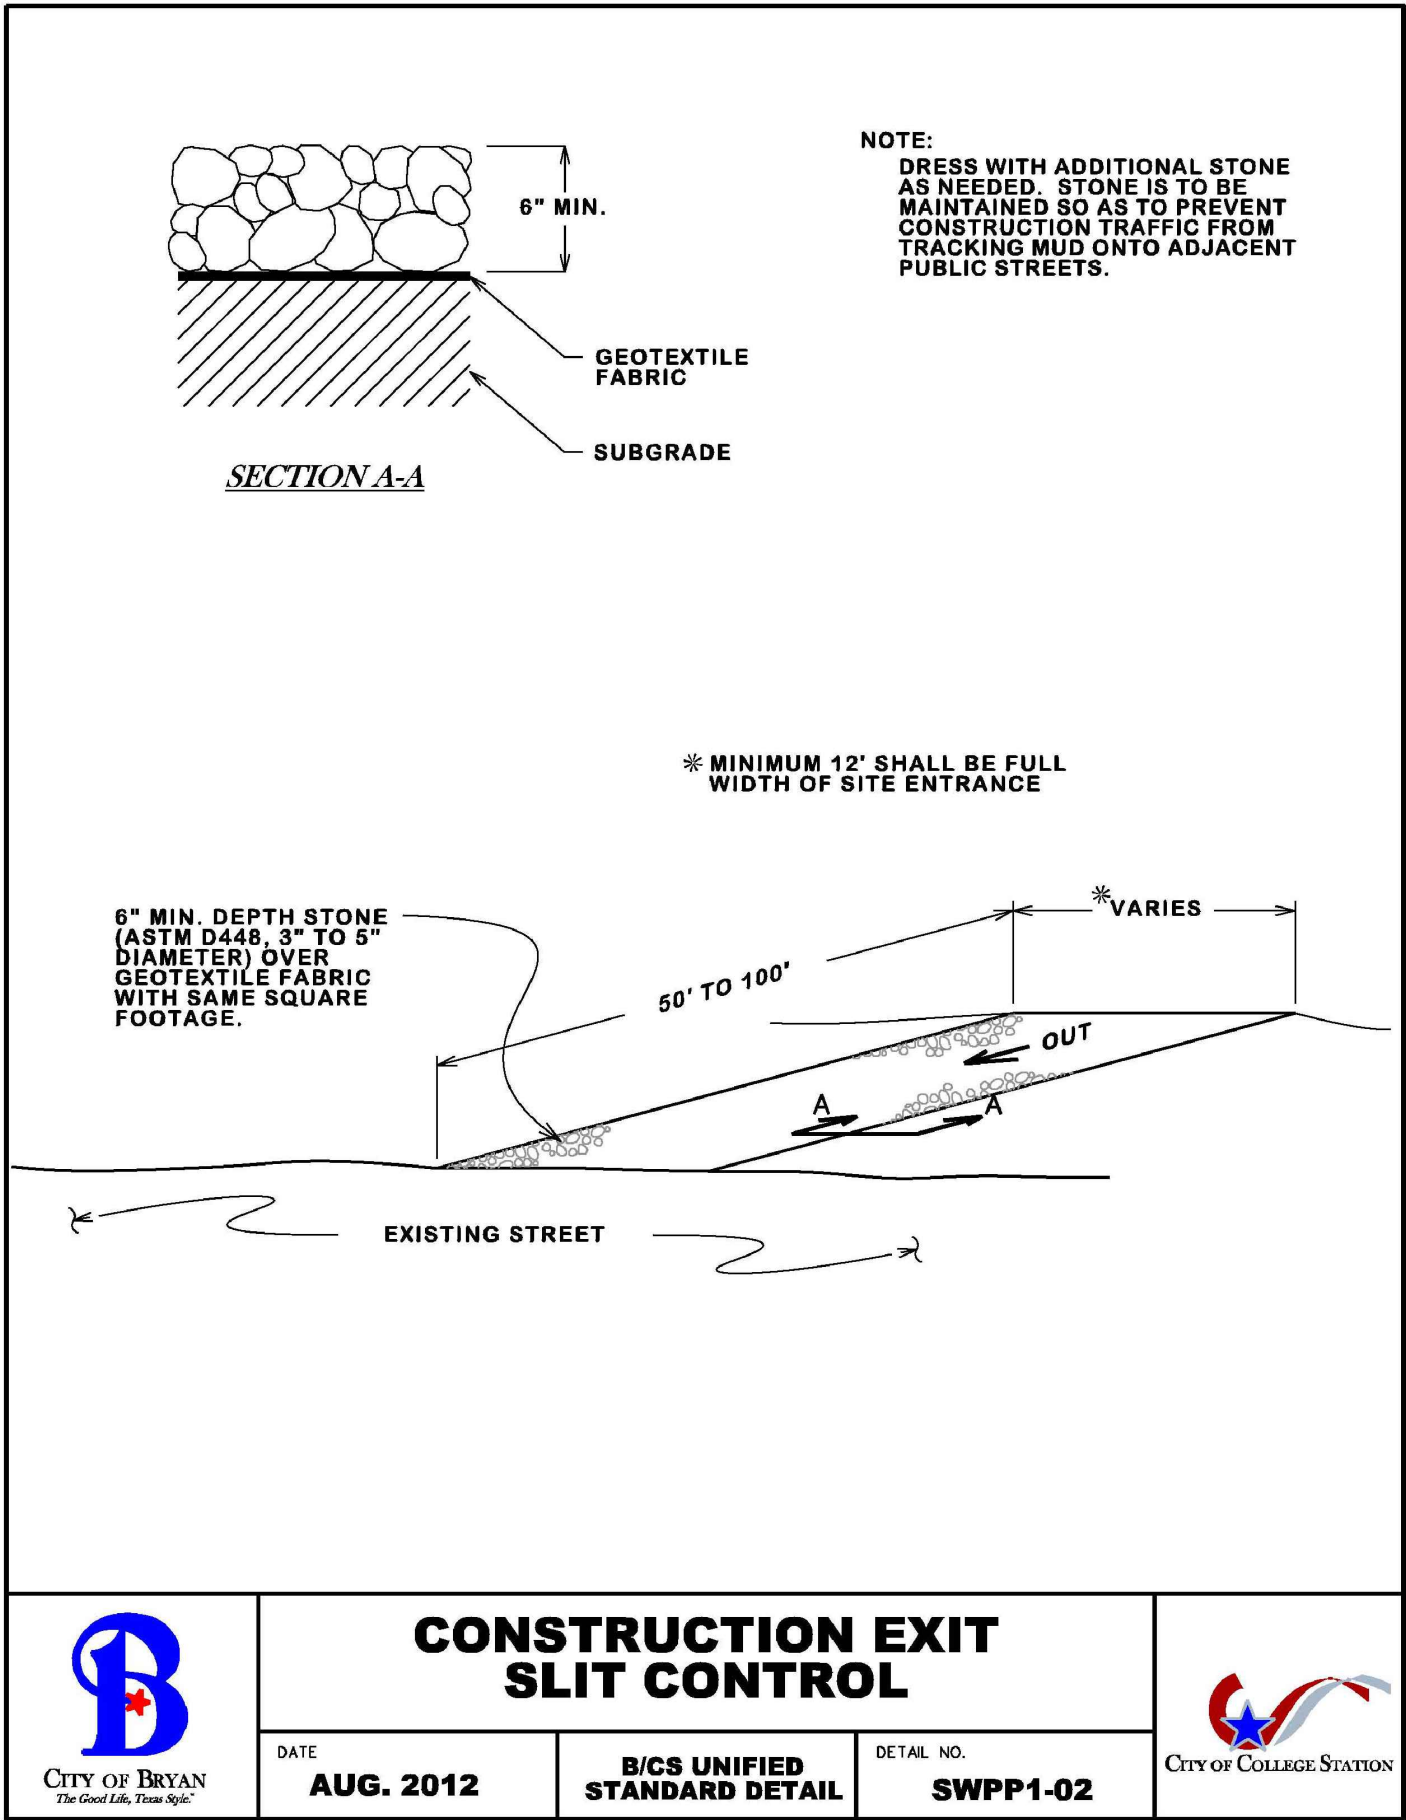 NOTE:
DRESS WITH ADDITIONAL STONE
AS NEEDED. STONE IS TO BE
MAINTAINED SO AS TO PREVENT
CONSTRUCTION TRAFFIC FROM
TRACKING MUD ONTO ADJACENT
PUBLIC STREETS.
6" MIN.
GEOTEXTILE
FABRIC
SUBGRADE
SECTION A-A
* MINIMUM 12' SHALL BE FULL
WIDTH OF SITE ENTRANCE
6" MIN. DEPTH STONE
(ASTM D448, 3" TO 5"
DIAMETER) OVER
GEOTEXTILE FABRIC
WITH SAME SQUARE
FOOTAGE.
50' TO 100'
*VARIES
OUT
A
A
EXISTING STREET
CITY OF BRYAN
The Good Life, Texas Style.™
CONSTRUCTION EXIT
SLIT CONTROL
DATE
AUG. 2012
B/CS UNIFIED
STANDARD DETAIL
DETAIL NO.
SWPP1-02
CITY OF COLLEGE STATION